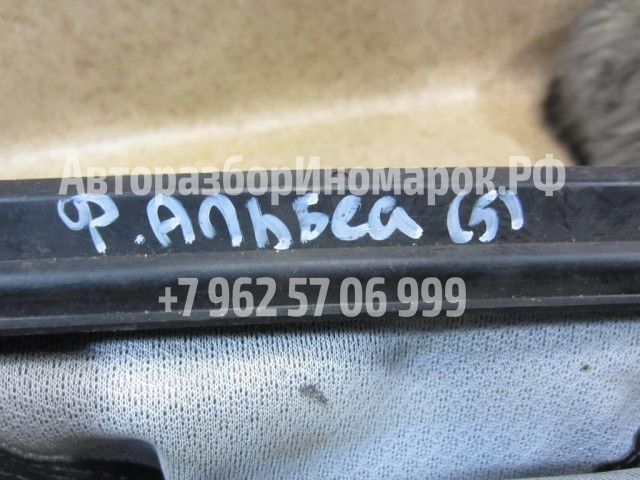 АвторазборИномарок.РФ
Ф. АЛЬБЕА (5)
+7 962 57 06 999